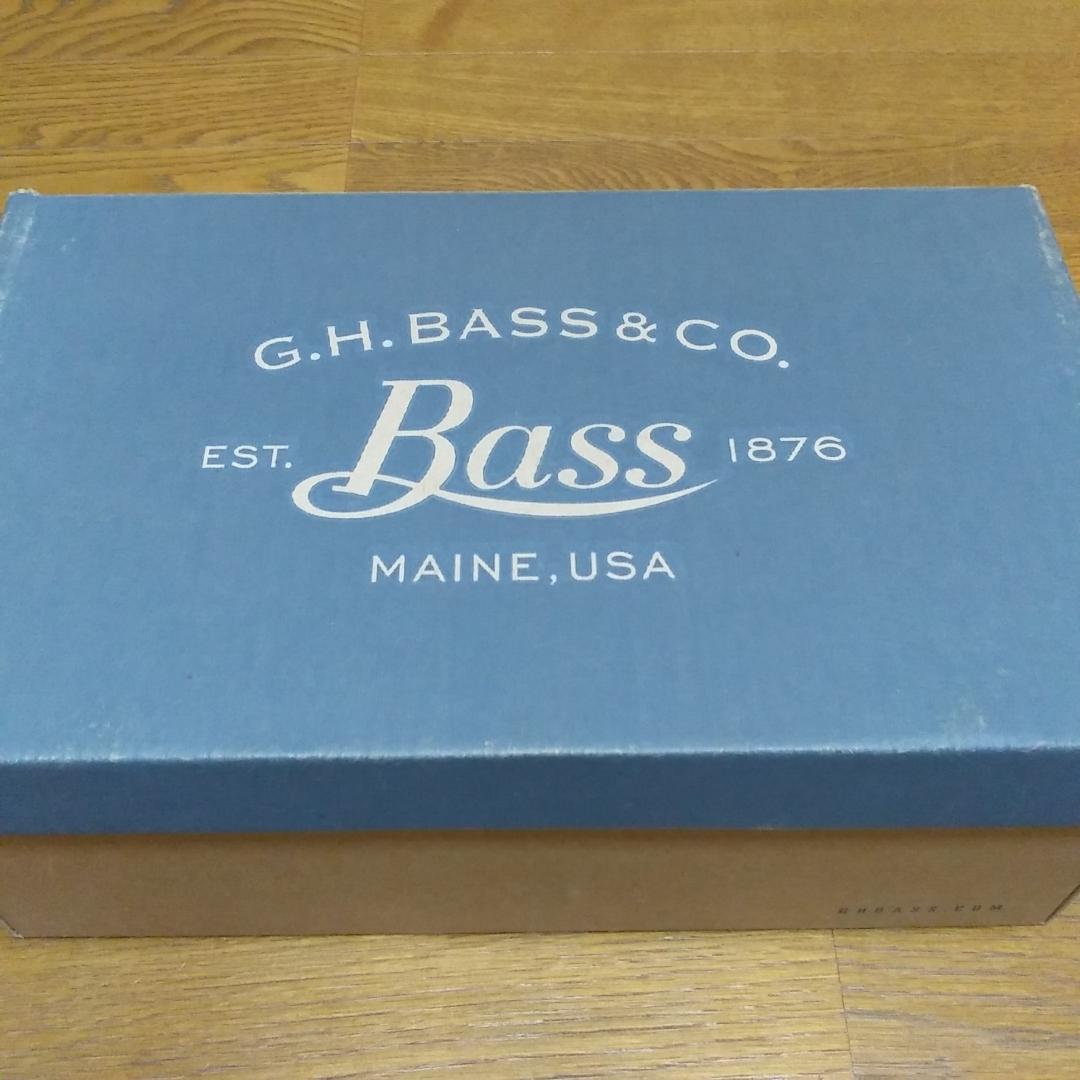 G.H.BASS & CO.
EST. Bass 1876
MAINE, USA
GHBASS.COM